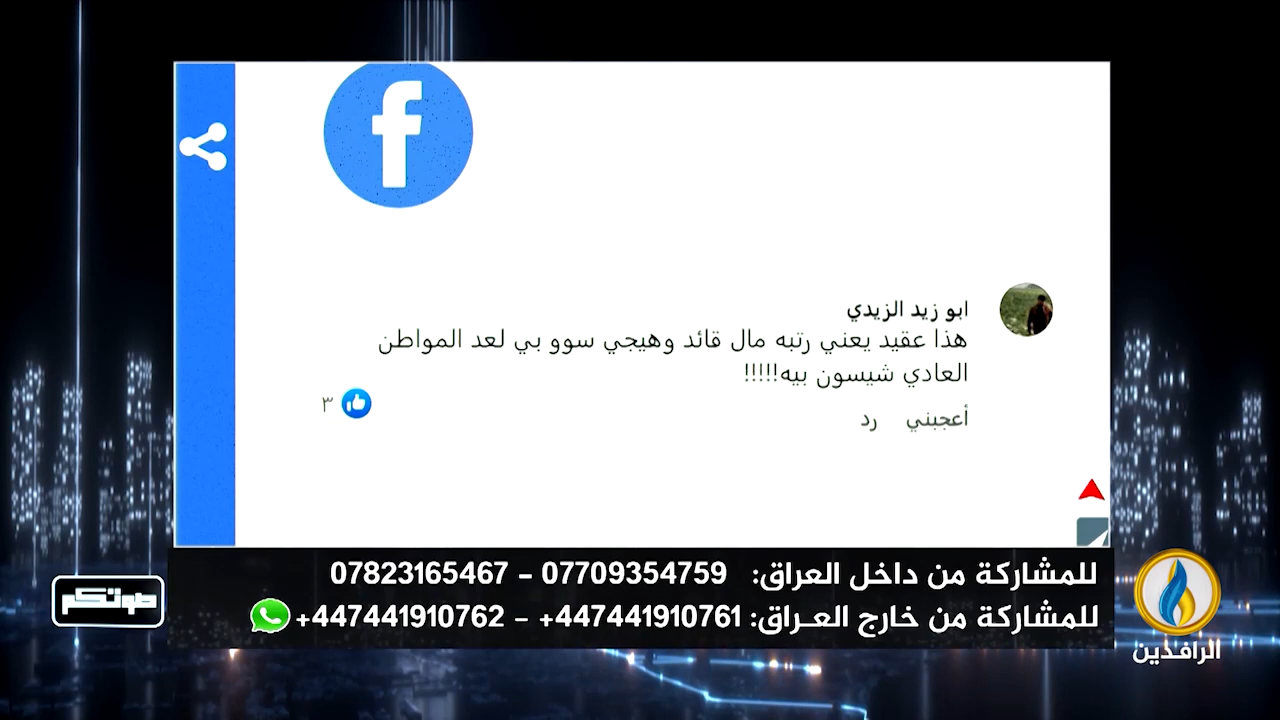 ابو زيد الزيدي
هذا عقيد يعني رتبه مال قائد وهيجي سوو بي لعد المواطن
العادي شيسون بيه!!!!!
أعجبني رد
٣
للمشاركة من داخل العراق: 07709354759 - 07823165467
للمشاركة من خارج العـراق: 447441910761+ - 447441910762+
صوتكم
الرافدين